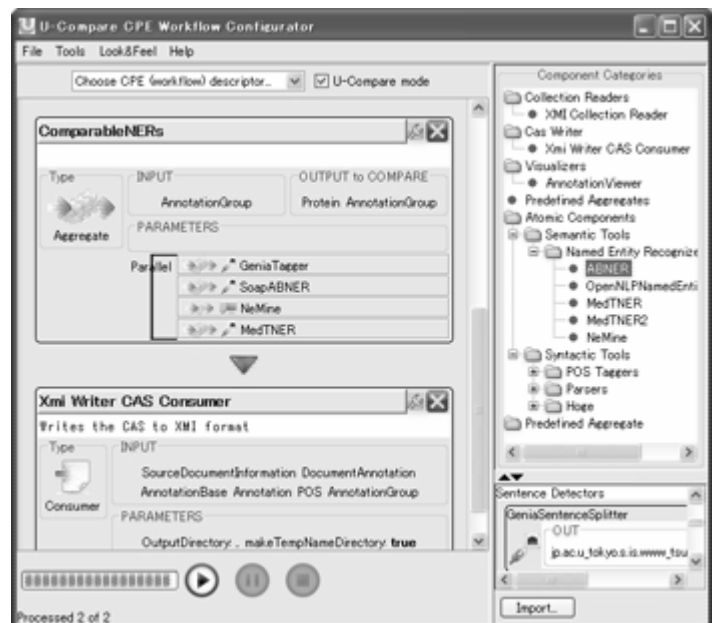 U-Compare CPE Workflow Configurator
File Tools Look&Feel Help
Choose CPE (workflow) descriptor..
U-Compare mode
ComparableNERs
Type
Aggregate
INPUT
AnnotationGroup
OUTPUT to COMPARE
Protein AnnotationGroup
PARAMETERS
Parallel
GeniaTagger
SoapABNER
NeMine
MedTNER
Xmi Writer CAS Consumer
Writes the CAS to XMI format
Type
Consumer
INPUT
SourceDocumentInformation DocumentAnnotation
AnnotationBase Annotation POS AnnotationGroup
PARAMETERS
OutputDirectory: . makeTempNameDirectory: true
Processed 2 of 2
Component Categories
Collection Readers
XMI Collection Reader
Cas Writer
Xmi Writer CAS Consumer
Visualizers
AnnotationViewer
Predefined Aggregates
Atomic Components
Semantic Tools
Named Entity Recognize
ABNER
OpenNLPNamedEnti
MedTNER
MedTNER2
NeMine
Syntactic Tools
POS Taggers
Parsers
Hoge
Predefined Aggregate
Sentence Detectors
GeniaSentenceSplitter
OUT
jp.ac.u_tokyo.s.is.www_tsu
Import..